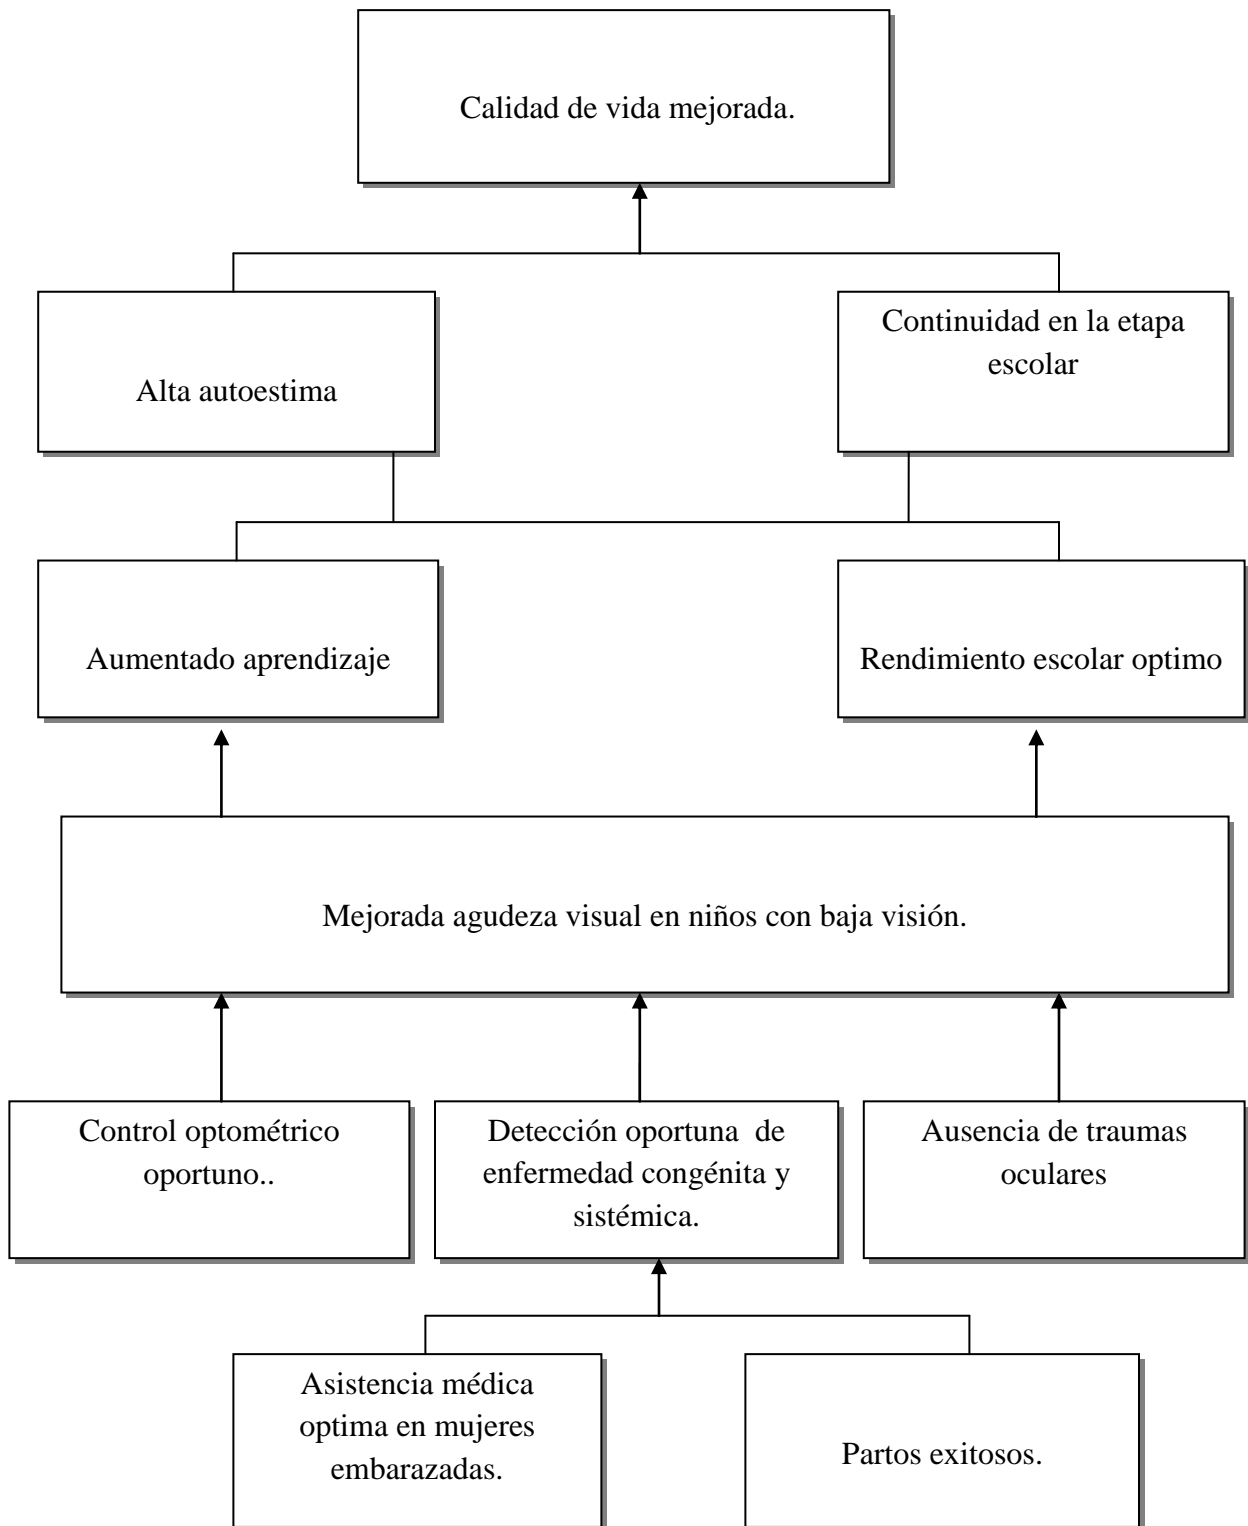 Calidad de vida mejorada.
Alta autoestima
Continuidad en la etapa
escolar
Aumentado aprendizaje
Rendimiento escolar optimo
Mejorada agudeza visual en niños con baja visión.
Control optométrico
oportuno..
Detección oportuna  de
enfermedad congénita y
sistémica.
Ausencia de traumas
oculares
Asistencia médica
optima en mujeres
embarazadas.
Partos exitosos.